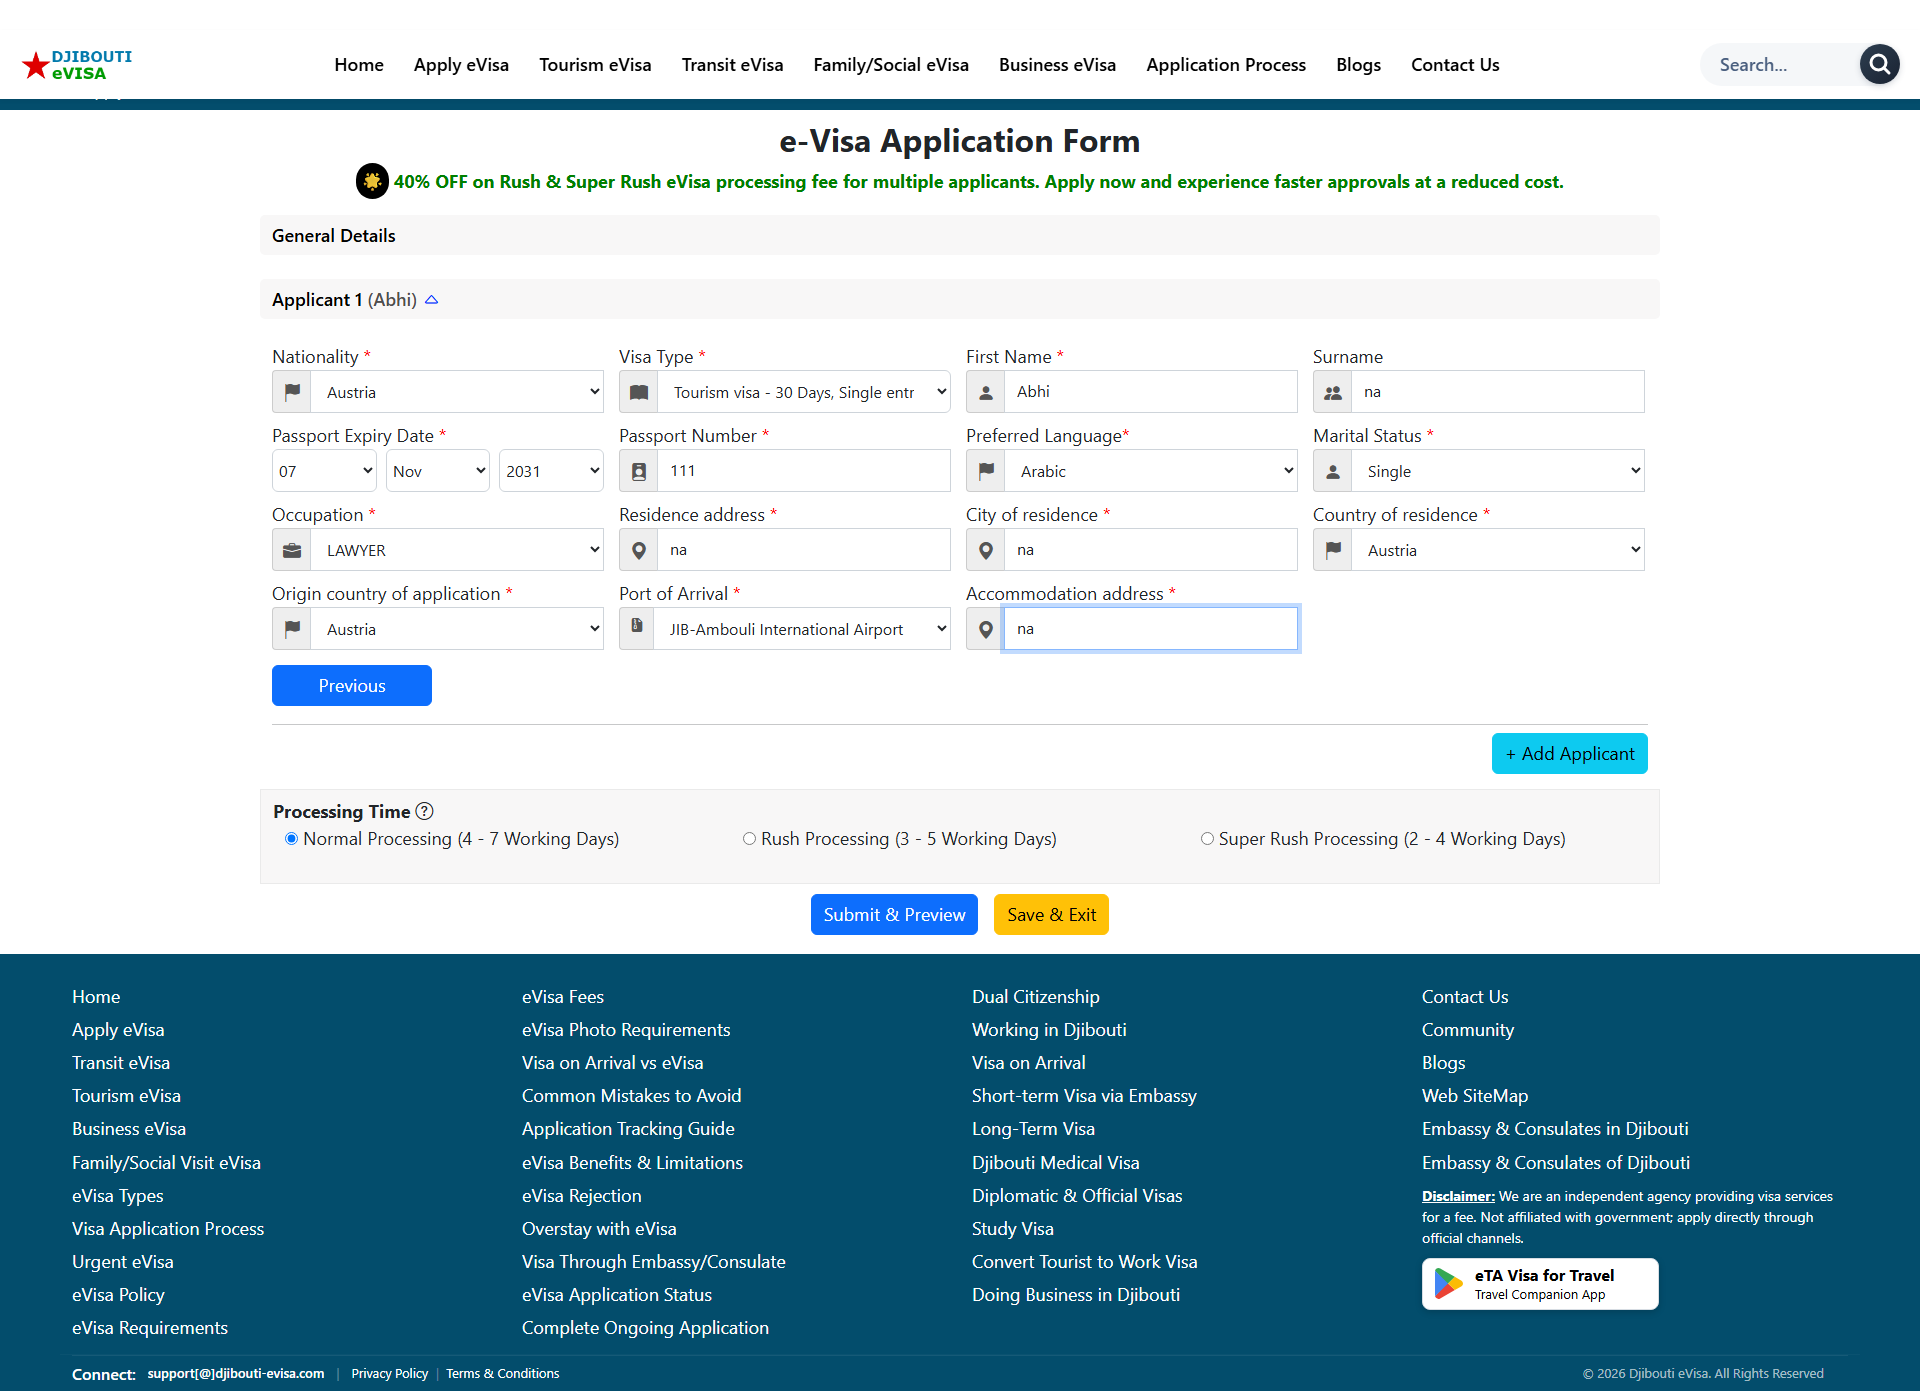 DJIBOUTI
eVISA
Home Apply eVisa Tourism eVisa Transit eVisa Family/Social eVisa Business eVisa Application Process Blogs Contact Us
Search...
e-Visa Application Form
40% OFF on Rush & Super Rush eVisa processing fee for multiple applicants. Apply now and experience faster approvals at a reduced cost.
General Details
Applicant 1 (Abhi)
Nationality * Visa Type * First Name * Surname
Austria Tourism visa - 30 Days, Single entr Abhi na
Passport Expiry Date * Passport Number * Preferred Language* Marital Status *
07 Nov 2031 111 Arabic Single
Occupation * Residence address * City of residence * Country of residence *
LAWYER na na Austria
Origin country of application * Port of Arrival * Accommodation address *
Austria JIB-Ambouli International Airport na
Previous
+ Add Applicant
Processing Time ?
Normal Processing (4 - 7 Working Days) Rush Processing (3 - 5 Working Days) Super Rush Processing (2 - 4 Working Days)
Submit & Preview Save & Exit
Home
Apply eVisa
Transit eVisa
Tourism eVisa
Business eVisa
Family/Social Visit eVisa
eVisa Types
Visa Application Process
Urgent eVisa
eVisa Policy
eVisa Requirements
eVisa Fees
eVisa Photo Requirements
Visa on Arrival vs eVisa
Common Mistakes to Avoid
Application Tracking Guide
eVisa Benefits & Limitations
eVisa Rejection
Overstay with eVisa
Visa Through Embassy/Consulate
eVisa Application Status
Complete Ongoing Application
Dual Citizenship
Working in Djibouti
Visa on Arrival
Short-term Visa via Embassy
Long-Term Visa
Djibouti Medical Visa
Diplomatic & Official Visas
Study Visa
Convert Tourist to Work Visa
Doing Business in Djibouti
Contact Us
Community
Blogs
Web SiteMap
Embassy & Consulates in Djibouti
Embassy & Consulates of Djibouti
Disclaimer: We are an independent agency providing visa services
for a fee. Not affiliated with government; apply directly through
official channels.
eTA Visa for Travel
Travel Companion App
Connect: support[@]djibouti-evisa.com | Privacy Policy | Terms & Conditions
© 2026 Djibouti eVisa. All Rights Reserved